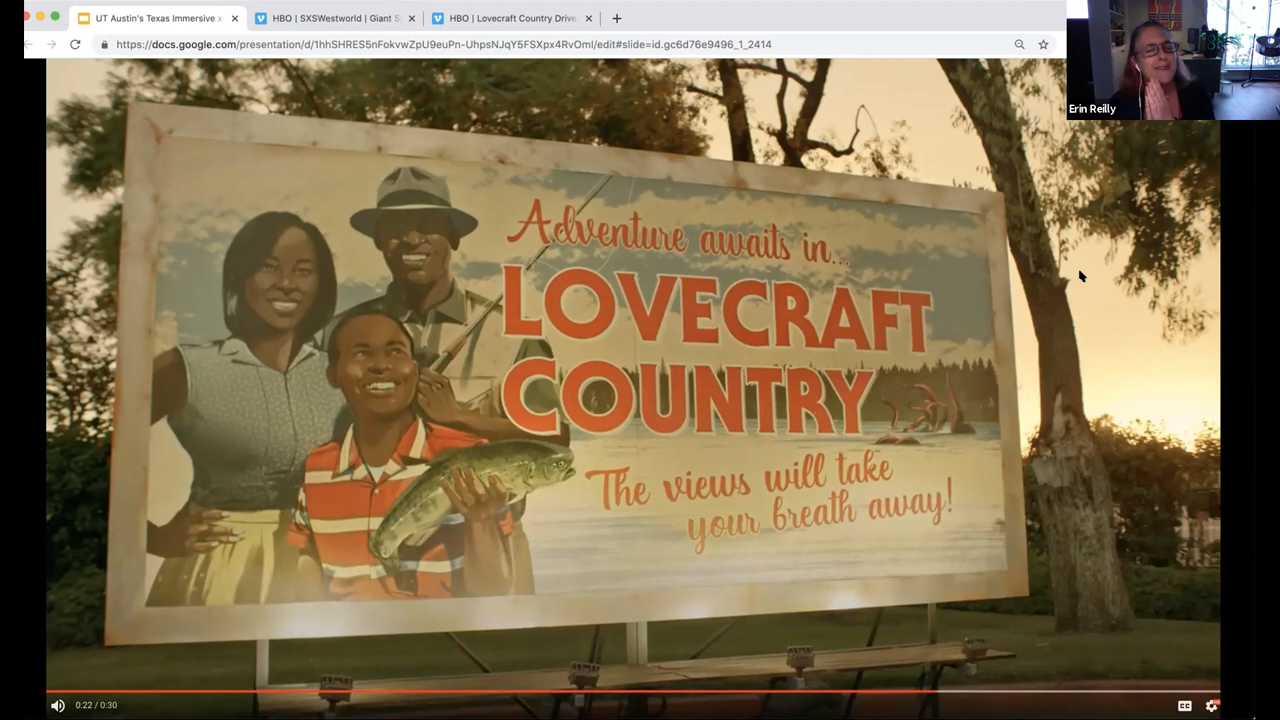 UT Austin's Texas Immersive
HBO | SXSWestworld | Giant S
HBO | Lovecraft Country Drive
https://docs.google.com/presentation/d/1hhSHRES5nFokvwZpU9euPn-UhpsNJqY5FSXpx4RvOmI/edit#slide=id.gc6d76e9496_1_2414
Erin Reilly
Adventure awaits in...
LOVECRAFT
COUNTRY
The views will take
your breath away!
0:22 / 0:30
CC